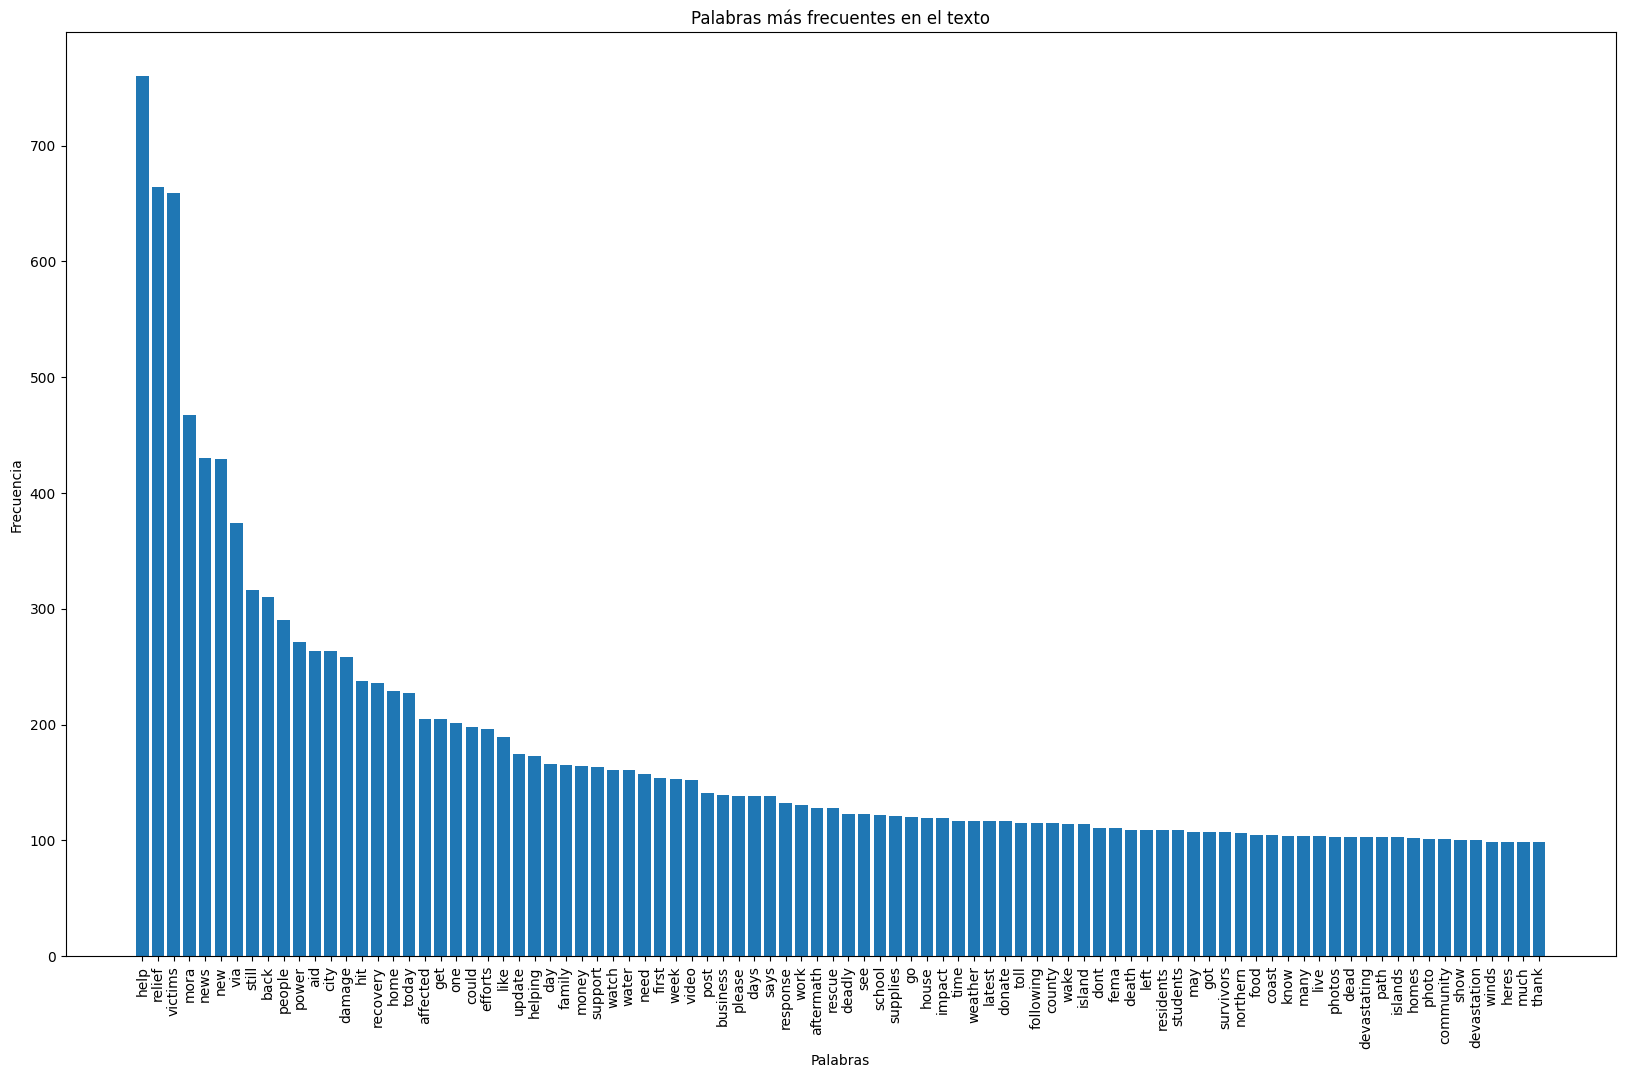 Palabras más frecuentes en el texto
Frecuencia
700
600
500
400
300
200
100
0
help
relief
victims
mora
news
new
via
still
back
people
power
aid
city
damage
hit
recovery
home
today
affected
get
one
could
efforts
like
update
helping
day
family
money
support
watch
water
need
first
week
video
post
business
please
days
says
response
work
aftermath
rescue
deadly
see
school
supplies
go
house
impact
time
weather
latest
donate
toll
following
county
wake
island
dont
fema
death
left
residents
students
may
got
survivors
northern
food
coast
know
many
live
photos
dead
devastating
path
islands
homes
photo
community
show
devastation
winds
heres
much
thank
Palabras